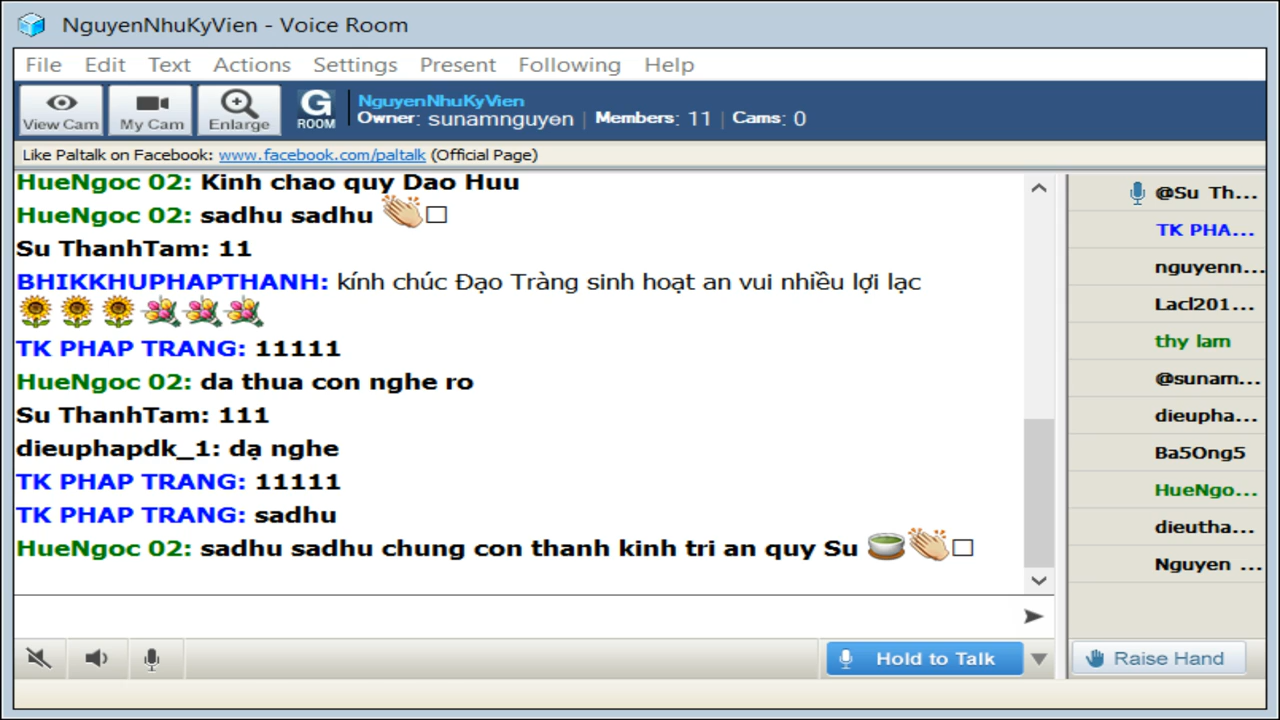 NguyenNhuKyVien - Voice Room
File Edit Text Actions Settings Present Following Help
View Cam My Cam Enlarge G ROOM NguyenNhuKyVien
Owner: sunamnguyen | Members: 11 | Cams: 0
Like Paltalk on Facebook: www.facebook.com/paltalk (Official Page)
HueNgoc 02: Kinh chao quy Dao Huu
HueNgoc 02: sadhu sadhu 👏□
Su ThanhTam: 11
BHIKKHUPHAPTHANH: kính chúc Đạo Tràng sinh hoạt an vui nhiều lợi lạc
TK PHAP TRANG: 11111
HueNgoc 02: da thua con nghe ro
Su ThanhTam: 111
dieuphapdk_1: dạ nghe
TK PHAP TRANG: 11111
TK PHAP TRANG: sadhu
HueNgoc 02: sadhu sadhu chung con thanh kinh tri an quy Su 🍵👏□
@Su Th...
TK PHA...
nguyenn...
Lacl201...
thy lam
@sunam...
dieupha...
Ba5Ong5
HueNgo...
dieutha...
Nguyen ...
Hold to Talk
Raise Hand